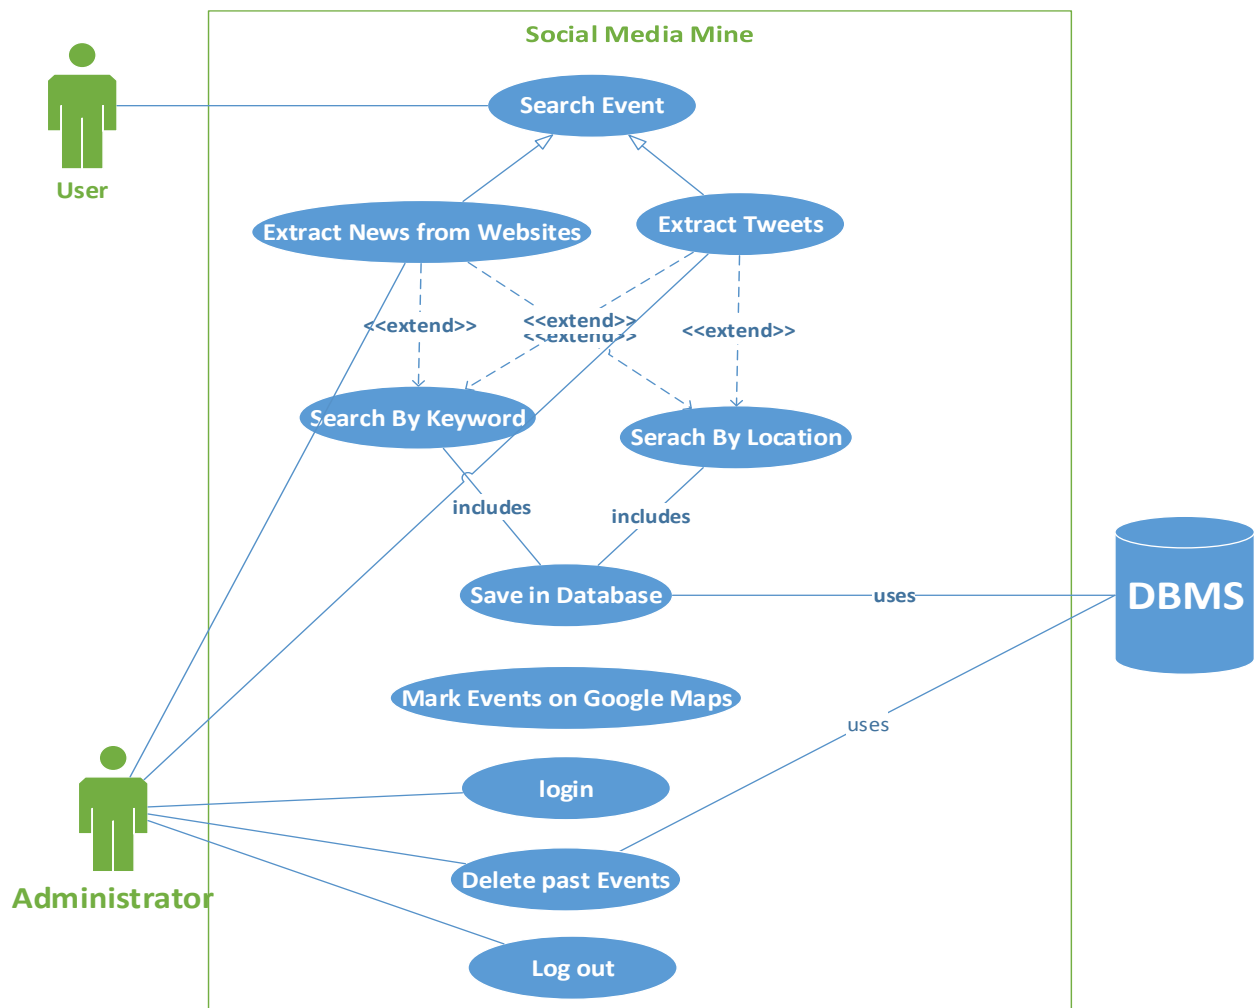 Social Media Mine
Search Event
User
Extract News from Websites
Extract Tweets
<<extend>>
<<extend>>
<<extend>>
<<extend>>
Search By Keyword
Serach By Location
includes
includes
Save in Database
uses
DBMS
Mark Events on Google Maps
uses
login
Delete past Events
Administrator
Log out